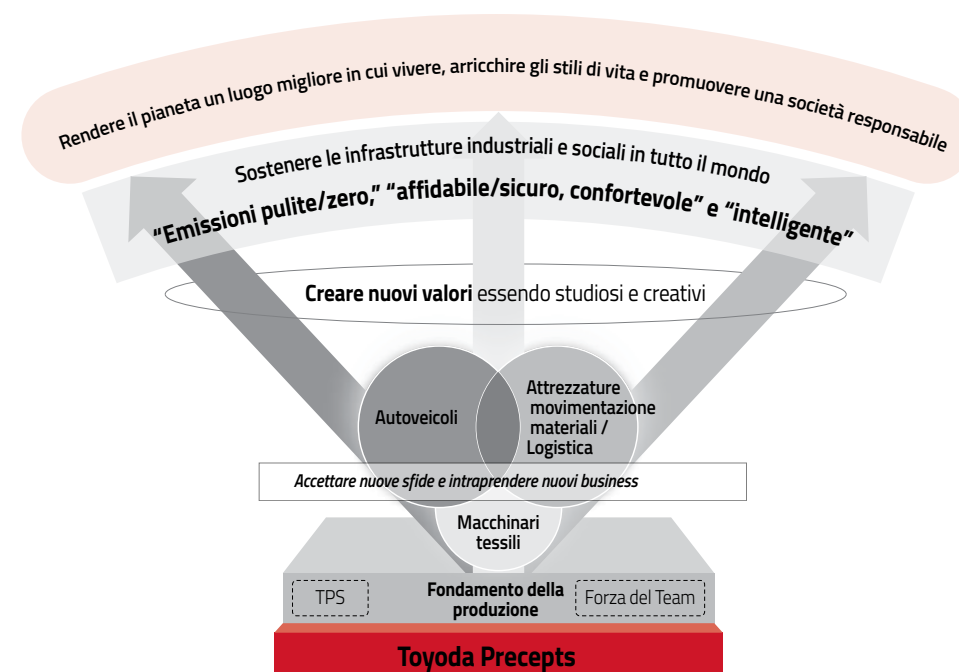 Rendere il pianeta un luogo migliore in cui vivere, arricchire gli stili di vita e promuovere una società responsabile
Sostenere le infrastrutture industriali e sociali in tutto il mondo
“Emissioni pulite/zero,” “affidabile/sicuro, confortevole” e “intelligente”
Creare nuovi valori essendo studiosi e creativi
Autoveicoli
Attrezzature
movimentazione
materiali /
Logistica
Accettare nuove sfide e intraprendere nuovi business
Macchinari
tessili
TPS
Fondamento della
produzione
Forza del Team
Toyoda Precepts